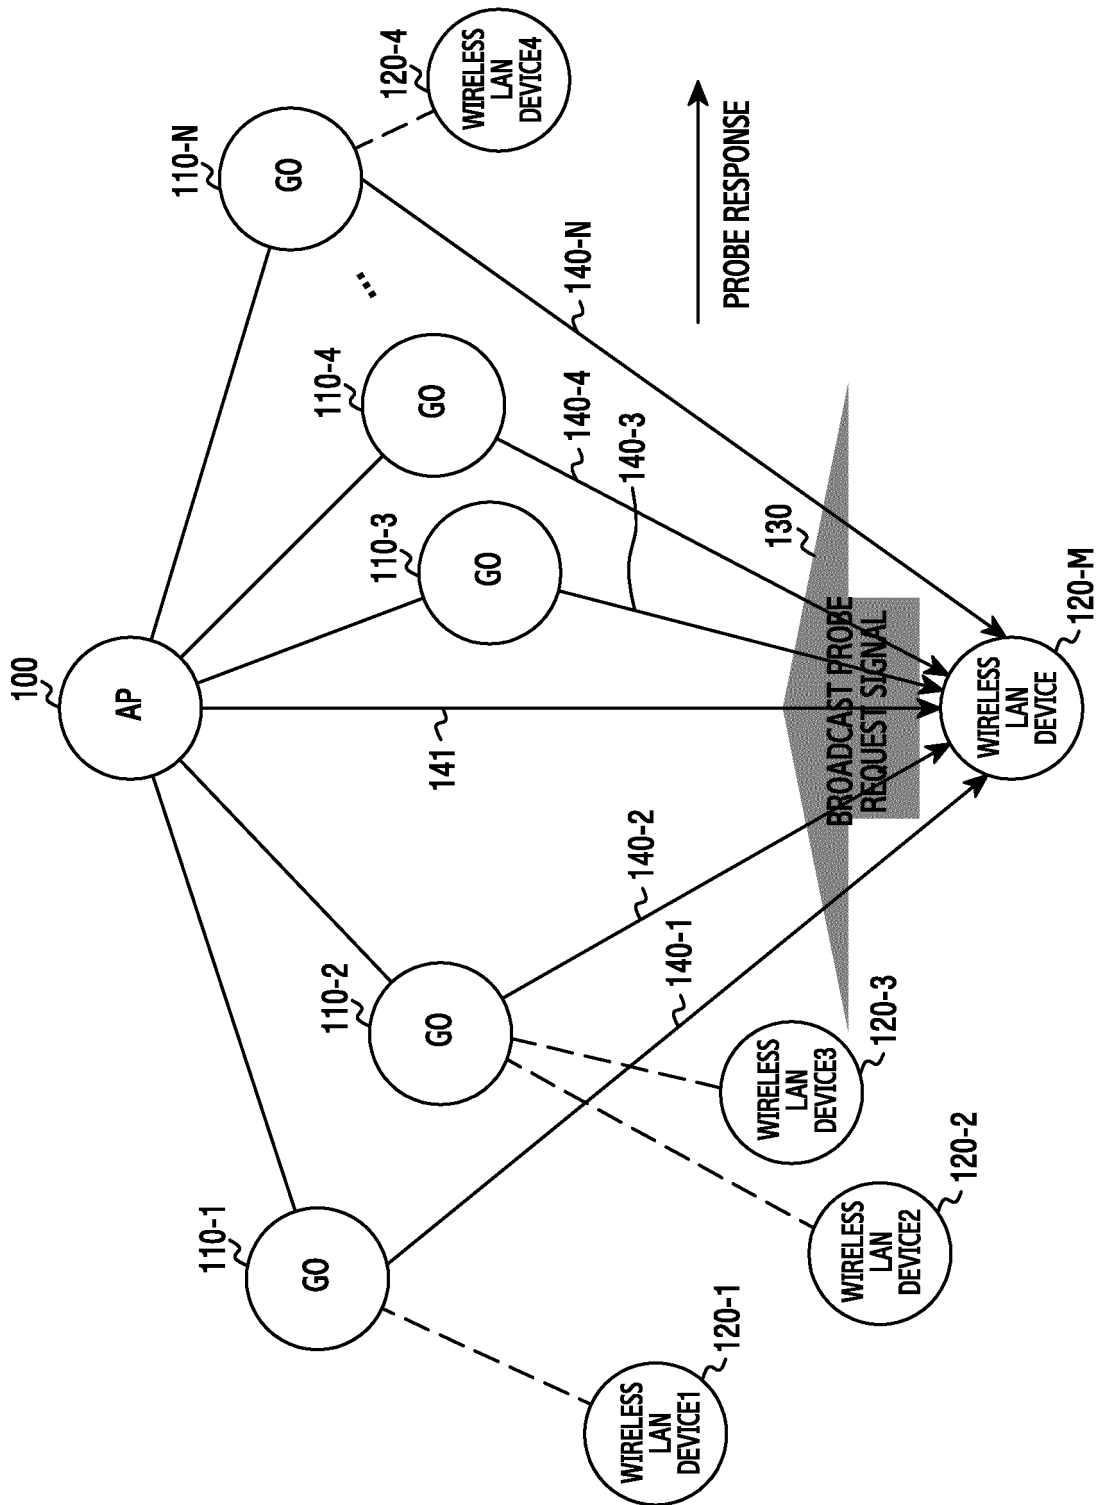 100
AP
110-1
GO
110-2
GO
110-3
GO
110-4
GO
...
110-N
GO
120-1
WIRELESS
LAN
DEVICE1
120-2
WIRELESS
LAN
DEVICE2
120-3
WIRELESS
LAN
DEVICE3
120-4
WIRELESS
LAN
DEVICE4
140-1
140-2
141
140-3
140-4
140-N
130
BROADCAST PROBE
REQUEST SIGNAL
WIRELESS
LAN
DEVICE
120-M
PROBE RESPONSE